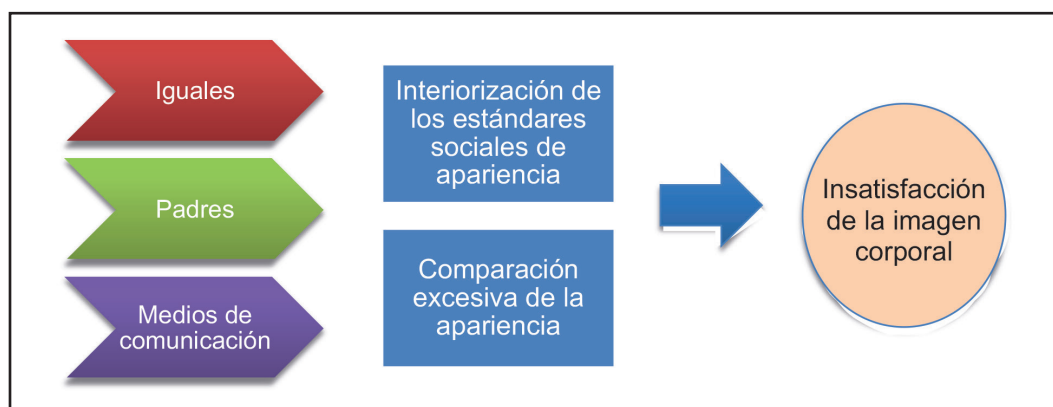 Iguales
Padres
Medios de
comunicación
Interiorización de
los estándares
sociales de
apariencia
Comparación
excesiva de la
apariencia
Insatisfacción
de la imagen
corporal